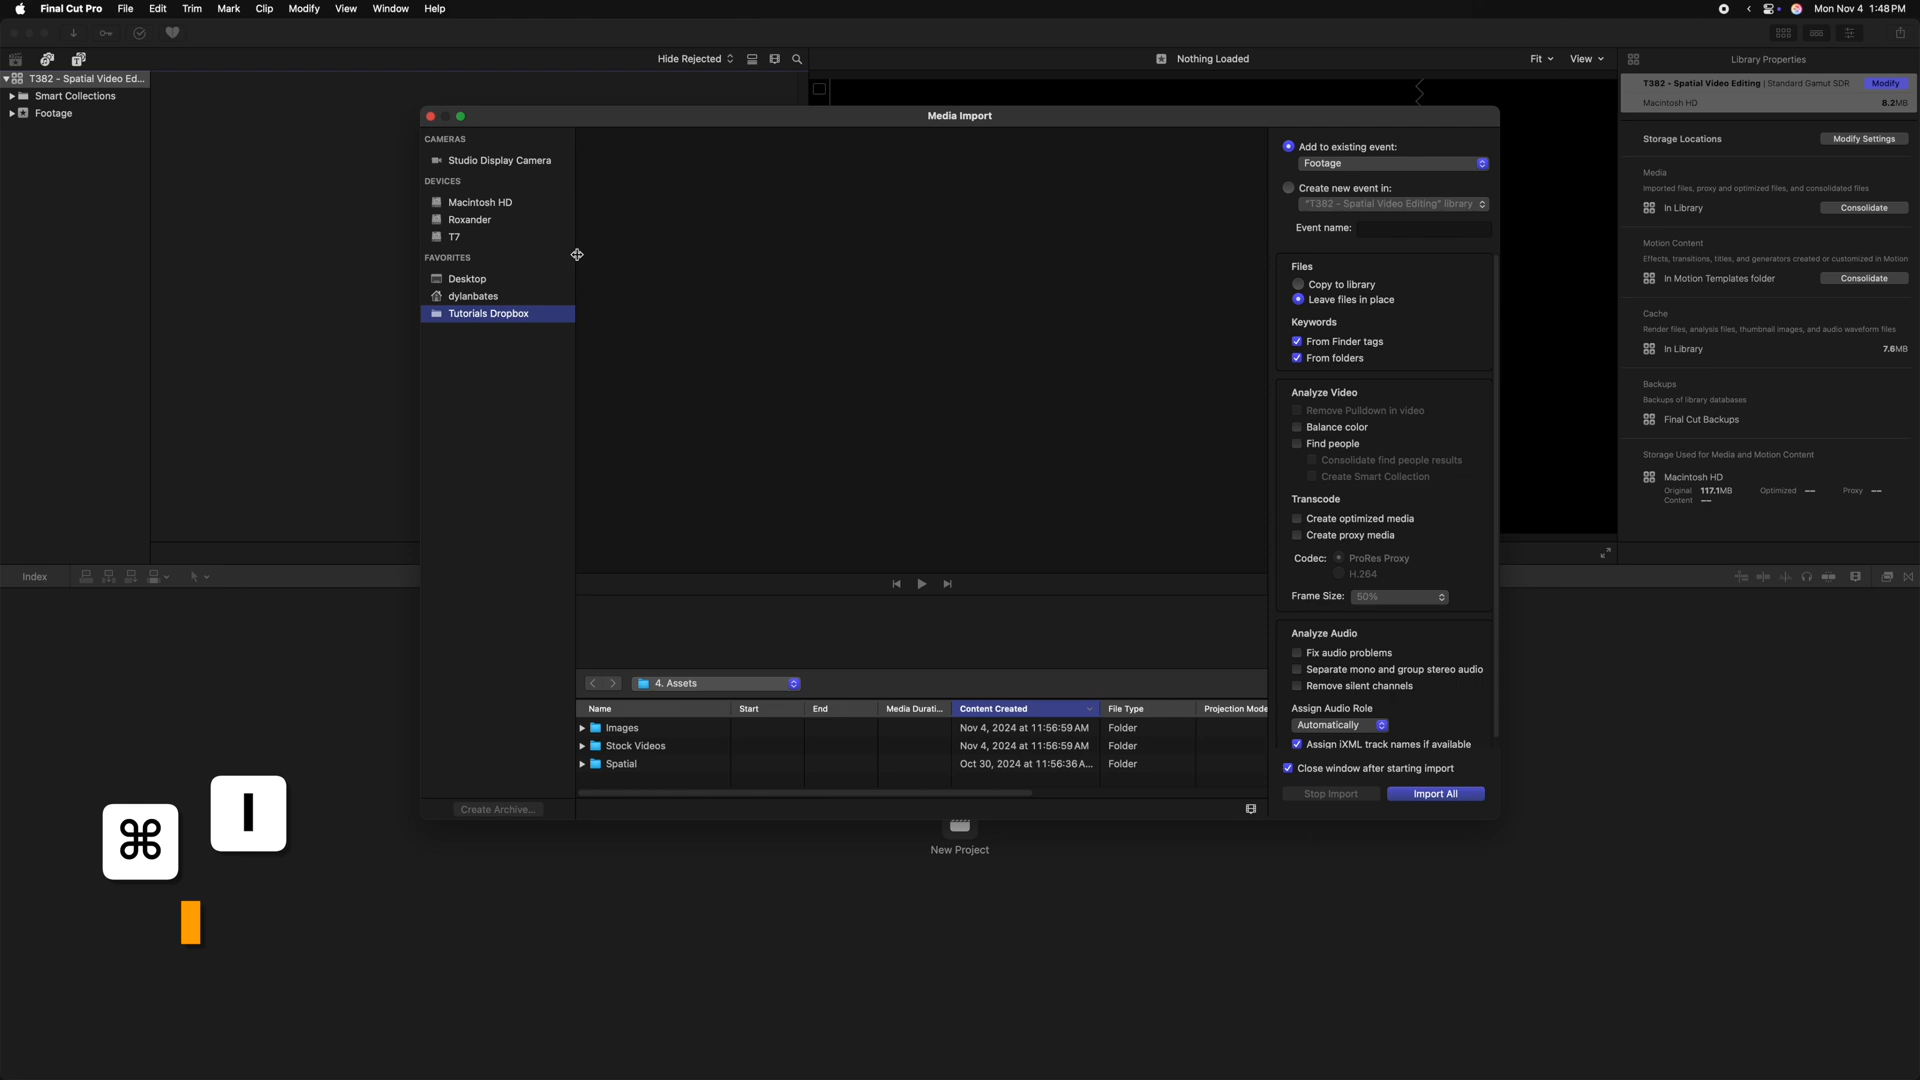 Final Cut Pro File Edit Trim Mark Clip Modify View Window Help Mon Nov 4 1:48 PM
Hide Rejected Nothing Loaded Fit View Library Properties
T382 - Spatial Video Ed...
Smart Collections
Footage
T382 - Spatial Video Editing | Standard Gamut SDR Modify
Macintosh HD 8.2MB
Storage Locations Modify Settings
Media
Imported files, proxy and optimized files, and consolidated files
In Library Consolidate
Motion Content
Effects, transitions, titles, and generators created or customized in Motion
In Motion Templates folder Consolidate
Cache
Render files, analysis files, thumbnail images, and audio waveform files
In Library 7.6MB
Backups
Backups of library databases
Final Cut Backups
Storage Used for Media and Motion Content
Macintosh HD
Original 117.1MB Optimized -- Proxy --
Content --
Media Import
CAMERAS
Studio Display Camera
DEVICES
Macintosh HD
Roxander
T7
FAVORITES
Desktop
dylanbates
Tutorials Dropbox
Create Archive...
4. Assets
Name Start End Media Durati... Content Created File Type Projection Mode
Images Nov 4, 2024 at 11:56:59 AM Folder
Stock Videos Nov 4, 2024 at 11:56:59 AM Folder
Spatial Oct 30, 2024 at 11:56:36 A... Folder
Add to existing event:
Footage
Create new event in:
"T382 - Spatial Video Editing" library
Event name:
Files
Copy to library
Leave files in place
Keywords
From Finder tags
From folders
Analyze Video
Remove Pulldown in video
Balance color
Find people
Consolidate find people results
Create Smart Collection
Transcode
Create optimized media
Create proxy media
Codec: ProRes Proxy
H.264
Frame Size: 50%
Analyze Audio
Fix audio problems
Separate mono and group stereo audio
Remove silent channels
Assign Audio Role
Automatically
Assign iXML track names if available
Close window after starting import
Stop Import Import All
Index
New Project
⌘ I